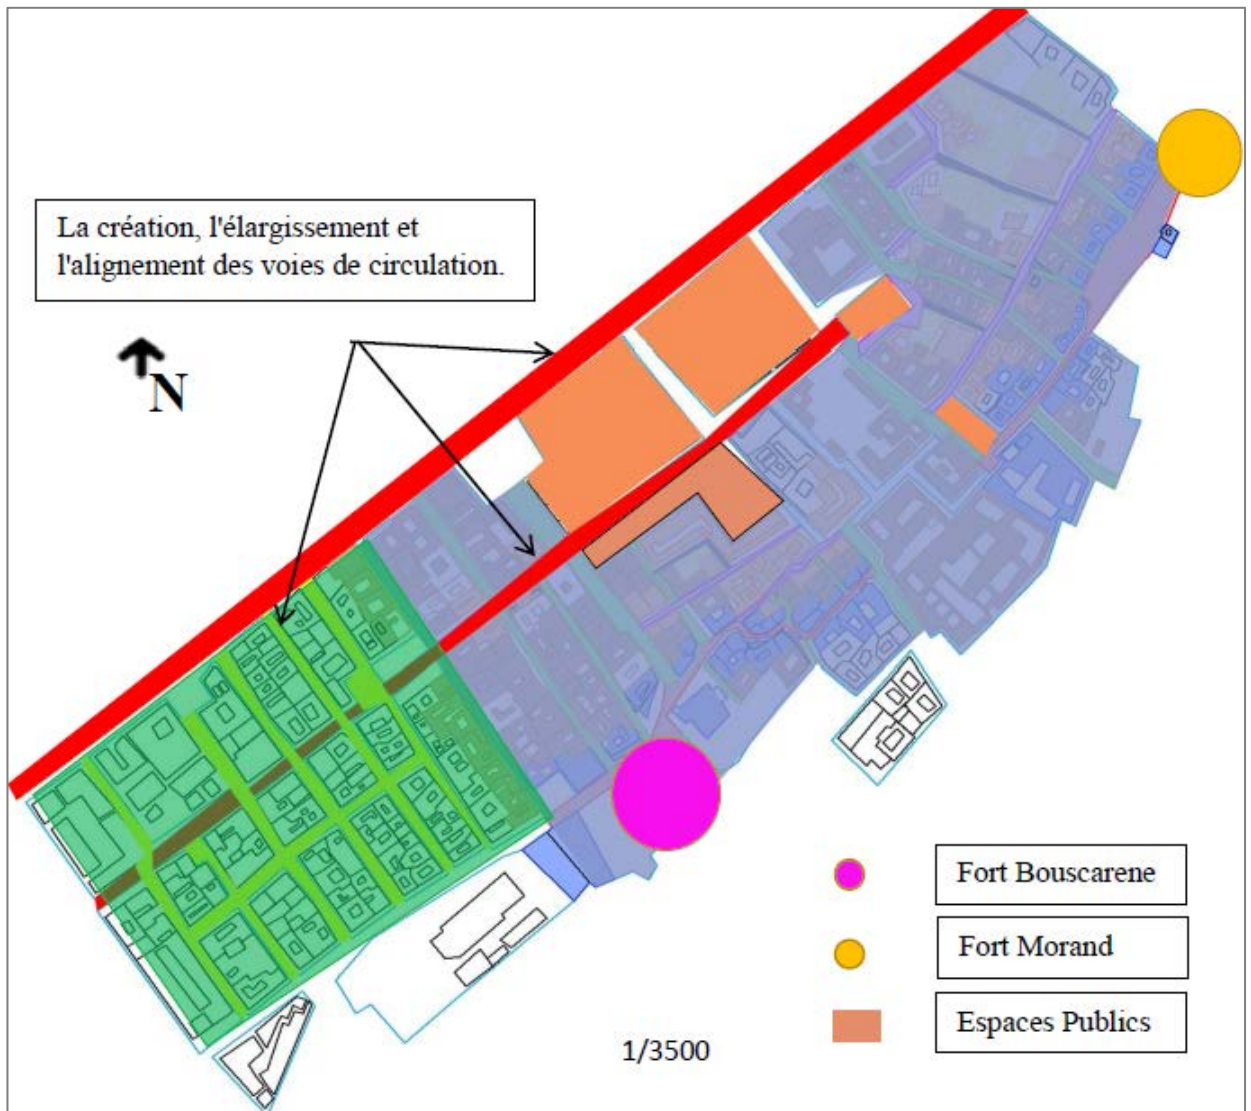 La création, l'élargissement et
l'alignement des voies de circulation.
N
Fort Bouscarene
Fort Morand
Espaces Publics
1/3500